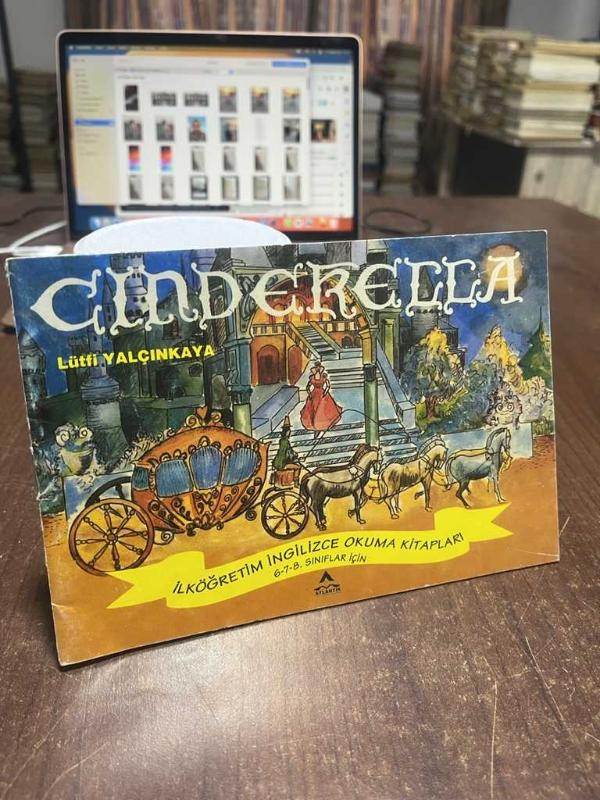 CINDERELLA
Lütfi YALÇINKAYA
İLKÖĞRETİM İNGİLİZCE OKUMA KİTAPLARI
6-7-8. SINIFLAR İÇİN
ATLANTİK